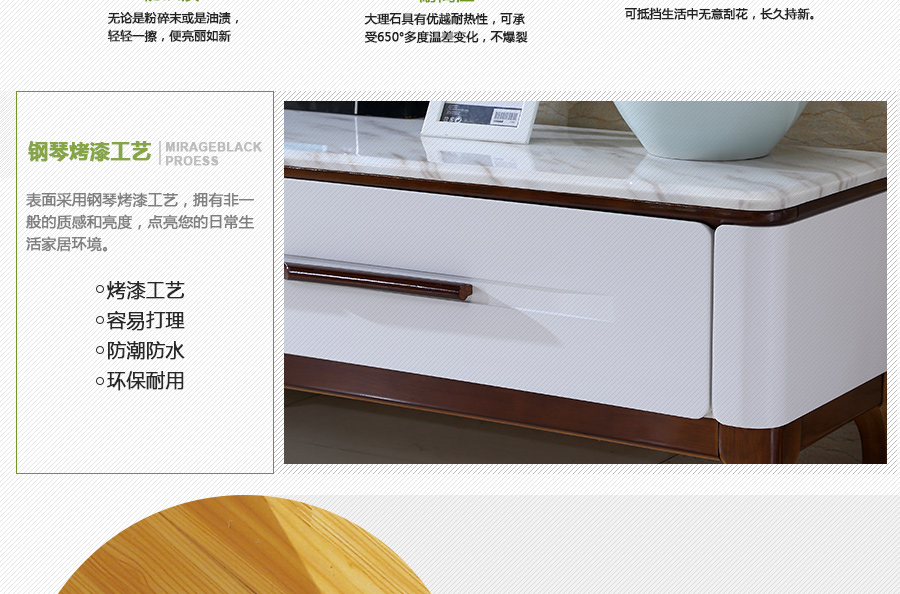 无论是粉碎末或是油渍，
轻轻一擦，便亮丽如新
大理石具有优越耐热性，可承
受650°多度温差变化，不爆裂
可抵挡生活中无意刮花，长久持新。
钢琴烤漆工艺
MIRAGEBLACK
PROESS
表面采用钢琴烤漆工艺，拥有非一
般的质感和亮度，点亮您的日常生
活家居环境。
烤漆工艺
容易打理
防潮防水
环保耐用